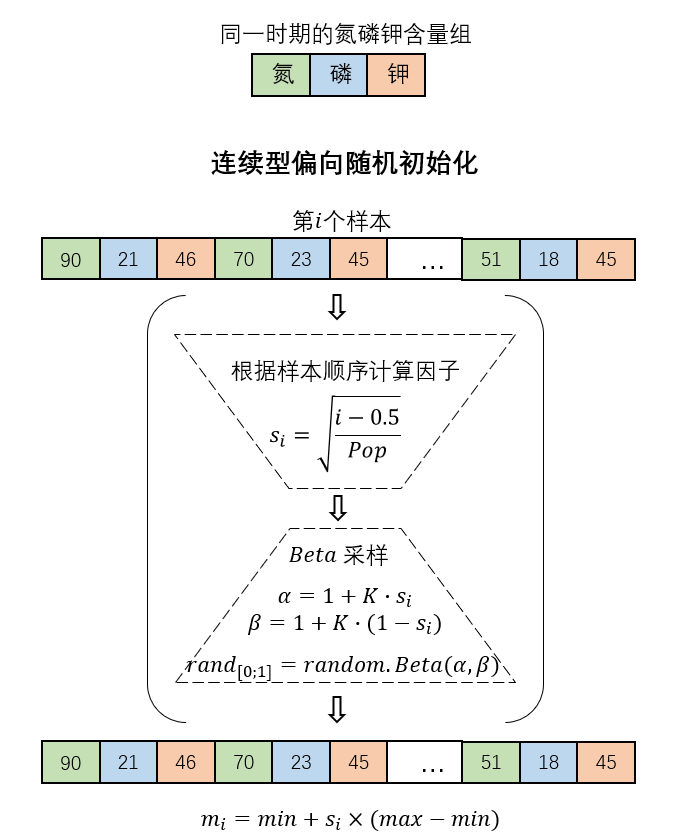 同一时期的氮磷钾含量组
氮 磷 钾
连续型偏向随机初始化
第i个样本
90 21 46 70 23 45 ... 51 18 45
根据样本顺序计算因子
s_i = √((i − 0.5)/Pop)
Beta 采样
α = 1 + K · s_i
β = 1 + K · (1 − s_i)
rand_[0;1] = random.Beta(α, β)
90 21 46 70 23 45 ... 51 18 45
m_i = min + s_i × (max − min)